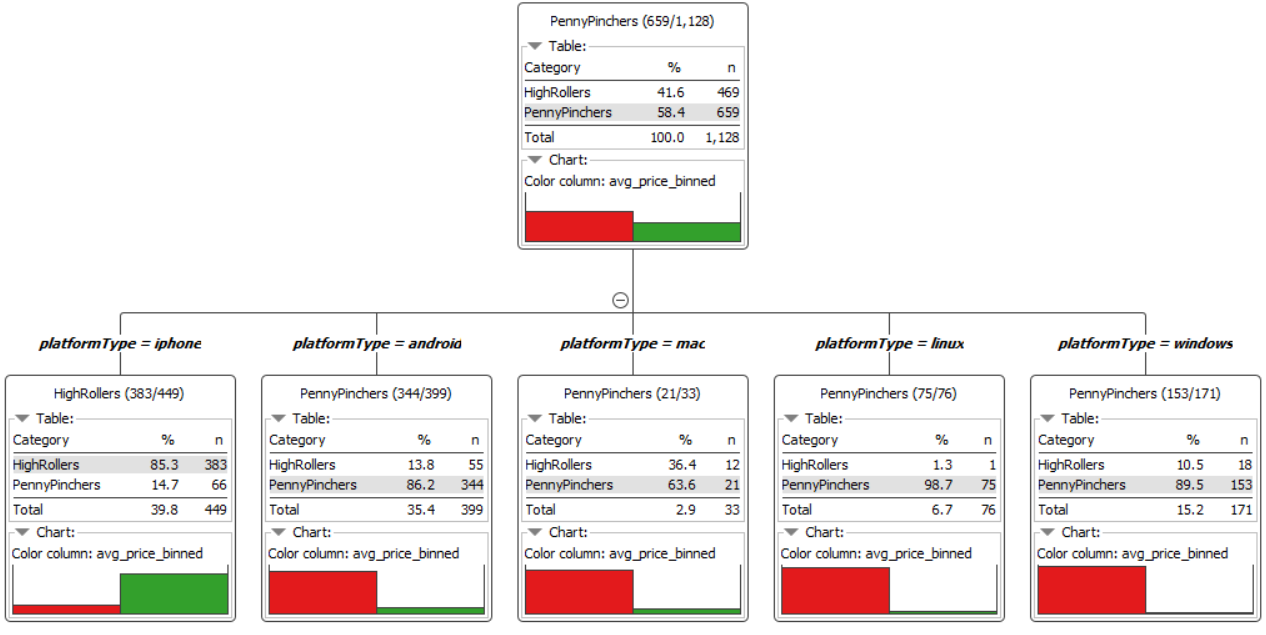 PennyPinchers (659/1,128)
Table:
Category % n
HighRollers 41.6 469
PennyPinchers 58.4 659
Total 100.0 1,128
Chart:
Color column: avg_price_binned
platformType = iphone
HighRollers (383/449)
Table:
Category % n
HighRollers 85.3 383
PennyPinchers 14.7 66
Total 39.8 449
Chart:
Color column: avg_price_binned
platformType = android
PennyPinchers (344/399)
Table:
Category % n
HighRollers 13.8 55
PennyPinchers 86.2 344
Total 35.4 399
Chart:
Color column: avg_price_binned
platformType = mac
PennyPinchers (21/33)
Table:
Category % n
HighRollers 36.4 12
PennyPinchers 63.6 21
Total 2.9 33
Chart:
Color column: avg_price_binned
platformType = linux
PennyPinchers (75/76)
Table:
Category % n
HighRollers 1.3 1
PennyPinchers 98.7 75
Total 6.7 76
Chart:
Color column: avg_price_binned
platformType = windows
PennyPinchers (153/171)
Table:
Category % n
HighRollers 10.5 18
PennyPinchers 89.5 153
Total 15.2 171
Chart:
Color column: avg_price_binned